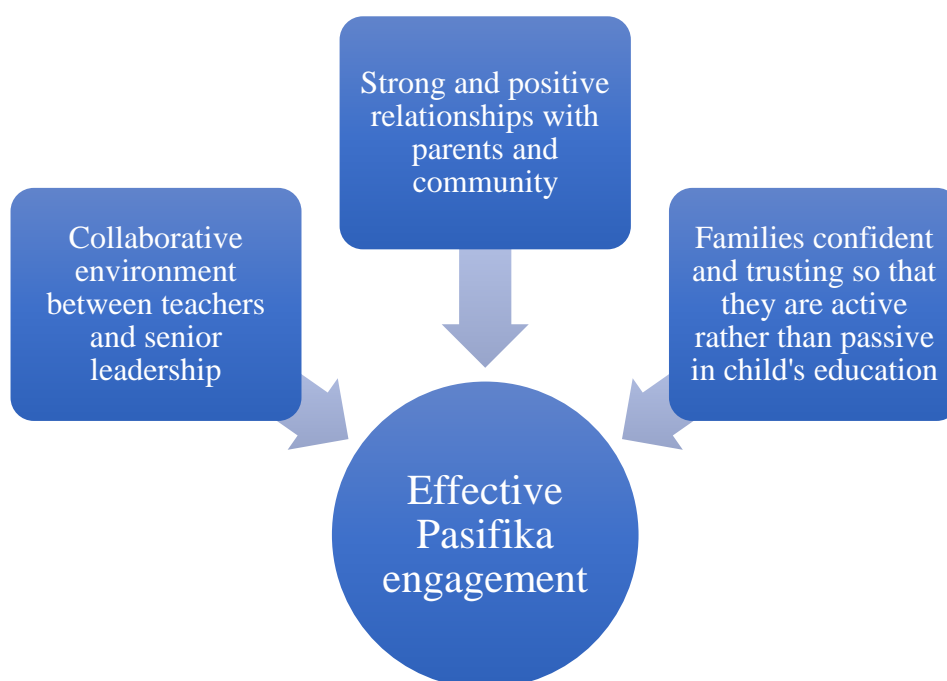 Strong and positive
relationships with
parents and
community
Collaborative
environment
between teachers
and senior
leadership
Families confident
and trusting so that
they are active
rather than passive
in child's education
Effective
Pasifika
engagement